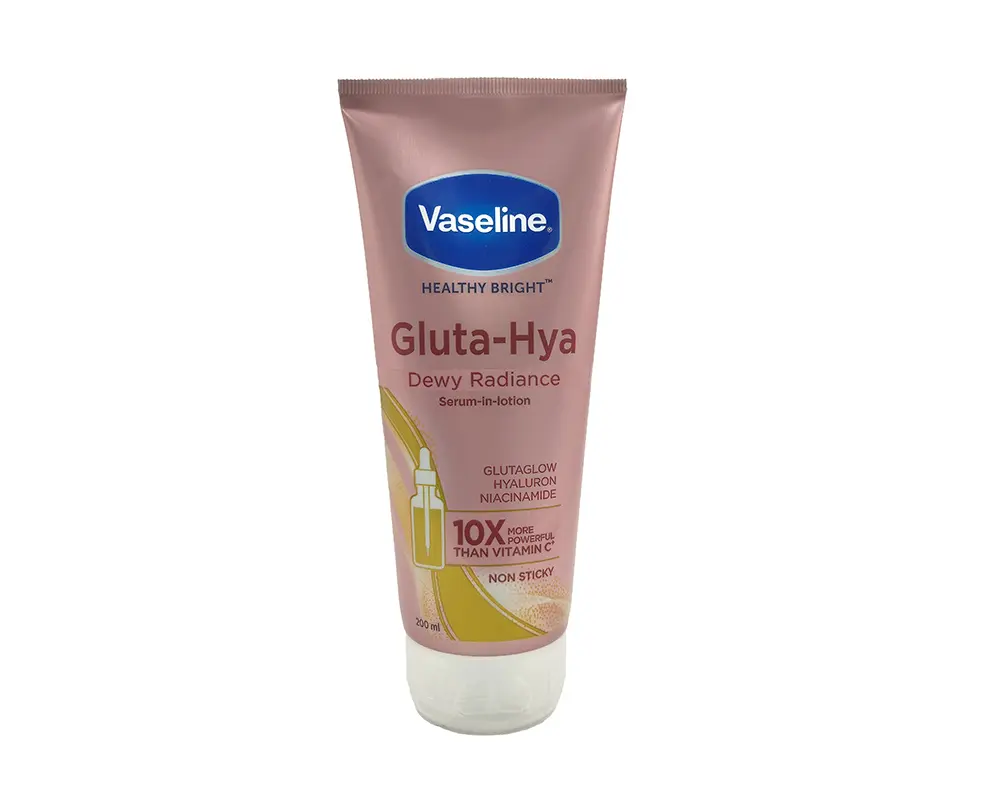 Vaseline®
HEALTHY BRIGHT™
Gluta-Hya
Dewy Radiance
Serum-in-lotion
GLUTAGLOW
HYALURON
NIACINAMIDE
10X MORE
POWERFUL
THAN VITAMIN C*
NON STICKY
200 ml